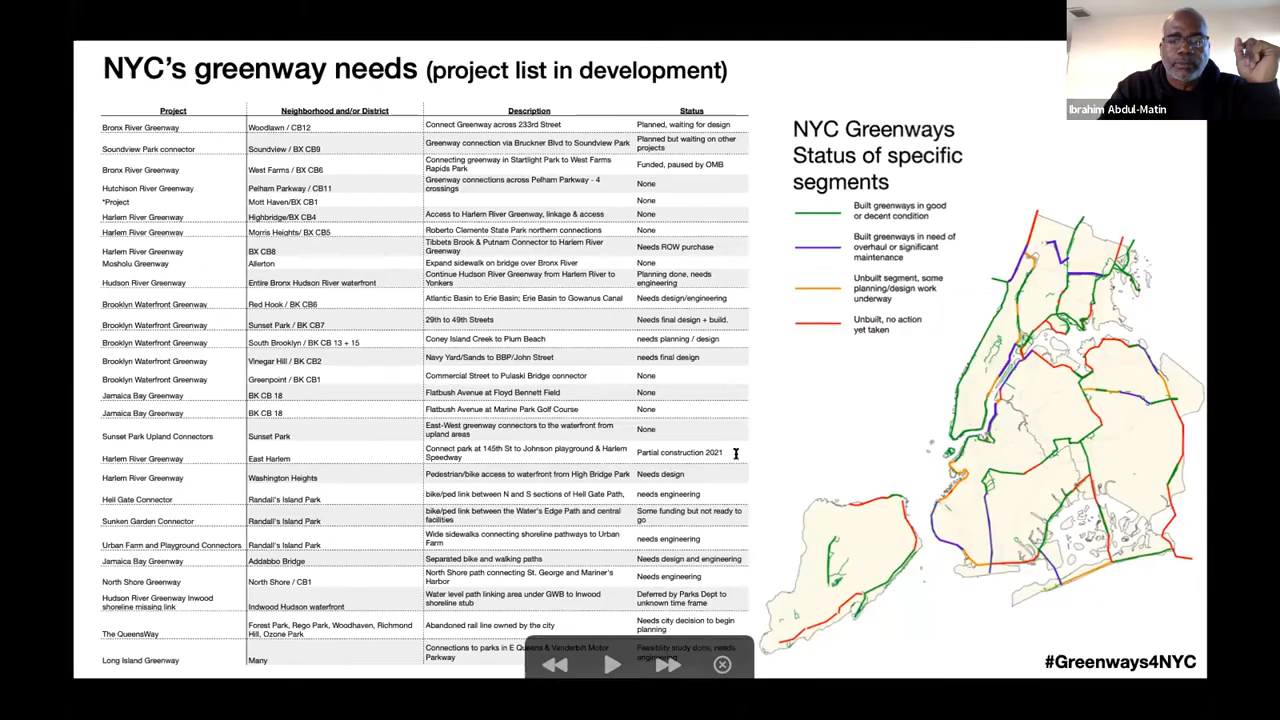 NYC's greenway needs (project list in development)
Ibrahim Abdul-Matin
Project Neighborhood and/or District Description Status
Bronx River Greenway Woodlawn / CB12 Connect Greenway across 233rd Street Planned, waiting for design
Soundview Park connector Soundview / BX CB9 Greenway connection via Bruckner Blvd to Soundview Park Planned but waiting on other
projects
Bronx River Greenway West Farms / BX CB6 Connecting greenway in Startlight Park to West Farms
Rapids Park Funded, paused by OMB
Hutchison River Greenway Pelham Parkway / CB11 Greenway connections across Pelham Parkway - 4
crossings None
*Project Mott Haven/BX CB1 None
Harlem River Greenway Highbridge/BX CB4 Access to Harlem River Greenway, linkage & access None
Harlem River Greenway Morris Heights/ BX CB5 Roberto Clemente State Park northern connections None
Harlem River Greenway BX CB8 Tibbets Brook & Putnam Connector to Harlem River
Greenway Needs ROW purchase
Mosholu Greenway Allerton Expand sidewalk on bridge over Bronx River None
Hudson River Greenway Entire Bronx Hudson River waterfront Continue Hudson River Greenway from Harlem River to
Yonkers Planning done, needs
engineering
Brooklyn Waterfront Greenway Red Hook / BK CB6 Atlantic Basin to Erie Basin; Erie Basin to Gowanus Canal Needs design/engineering
Brooklyn Waterfront Greenway Sunset Park / BK CB7 29th to 49th Streets Needs final design + build.
Brooklyn Waterfront Greenway South Brooklyn / BK CB 13 + 15 Coney Island Creek to Plum Beach needs planning / design
Brooklyn Waterfront Greenway Vinegar Hill / BK CB2 Navy Yard/Sands to BBP/John Street needs final design
Brooklyn Waterfront Greenway Greenpoint / BK CB1 Commercial Street to Pulaski Bridge connector None
Jamaica Bay Greenway BK CB 18 Flatbush Avenue at Floyd Bennett Field None
Jamaica Bay Greenway BK CB 18 Flatbush Avenue at Marine Park Golf Course None
Sunset Park Upland Connectors Sunset Park East-West greenway connectors to the waterfront from
upland areas None
Harlem River Greenway East Harlem Connect park at 145th St to Johnson playground & Harlem
Speedway Partial construction 2021
Harlem River Greenway Washington Heights Pedestrian/bike access to waterfront from High Bridge Park Needs design
Hell Gate Connector Randall's Island Park bike/ped link between N and S sections of Hell Gate Path, needs engineering
Sunken Garden Connector Randall's Island Park bike/ped link between the Water's Edge Path and central
facilities Some funding but not ready to
go
Urban Farm and Playground Connectors Randall's Island Park Wide sidewalks connecting shoreline pathways to Urban
Farm needs engineering
Jamaica Bay Greenway Addabbo Bridge Separated bike and walking paths Needs design and engineering
North Shore Greenway North Shore / CB1 North Shore path connecting St. George and Mariner's
Harbor Needs engineering
Hudson River Greenway Inwood
shoreline missing link Indwood Hudson waterfront Water level path linking area under GWB to Inwood
shoreline stub Deferred by Parks Dept to
unknown time frame
The QueensWay Forest Park, Rego Park, Woodhaven, Richmond
Hill, Ozone Park Abandoned rail line owned by the city Needs city decision to begin
planning
Long Island Greenway Many Connections to parks in E Queens & Vanderbilt Motor
Parkway Feasiblity study done, needs
engineering
NYC Greenways
Status of specific
segments
Built greenways in good
or decent condition
Built greenways in need of
overhaul or significant
maintenance
Unbuilt segment, some
planning/design work
underway
Unbuilt, no action
yet taken
#Greenways4NYC